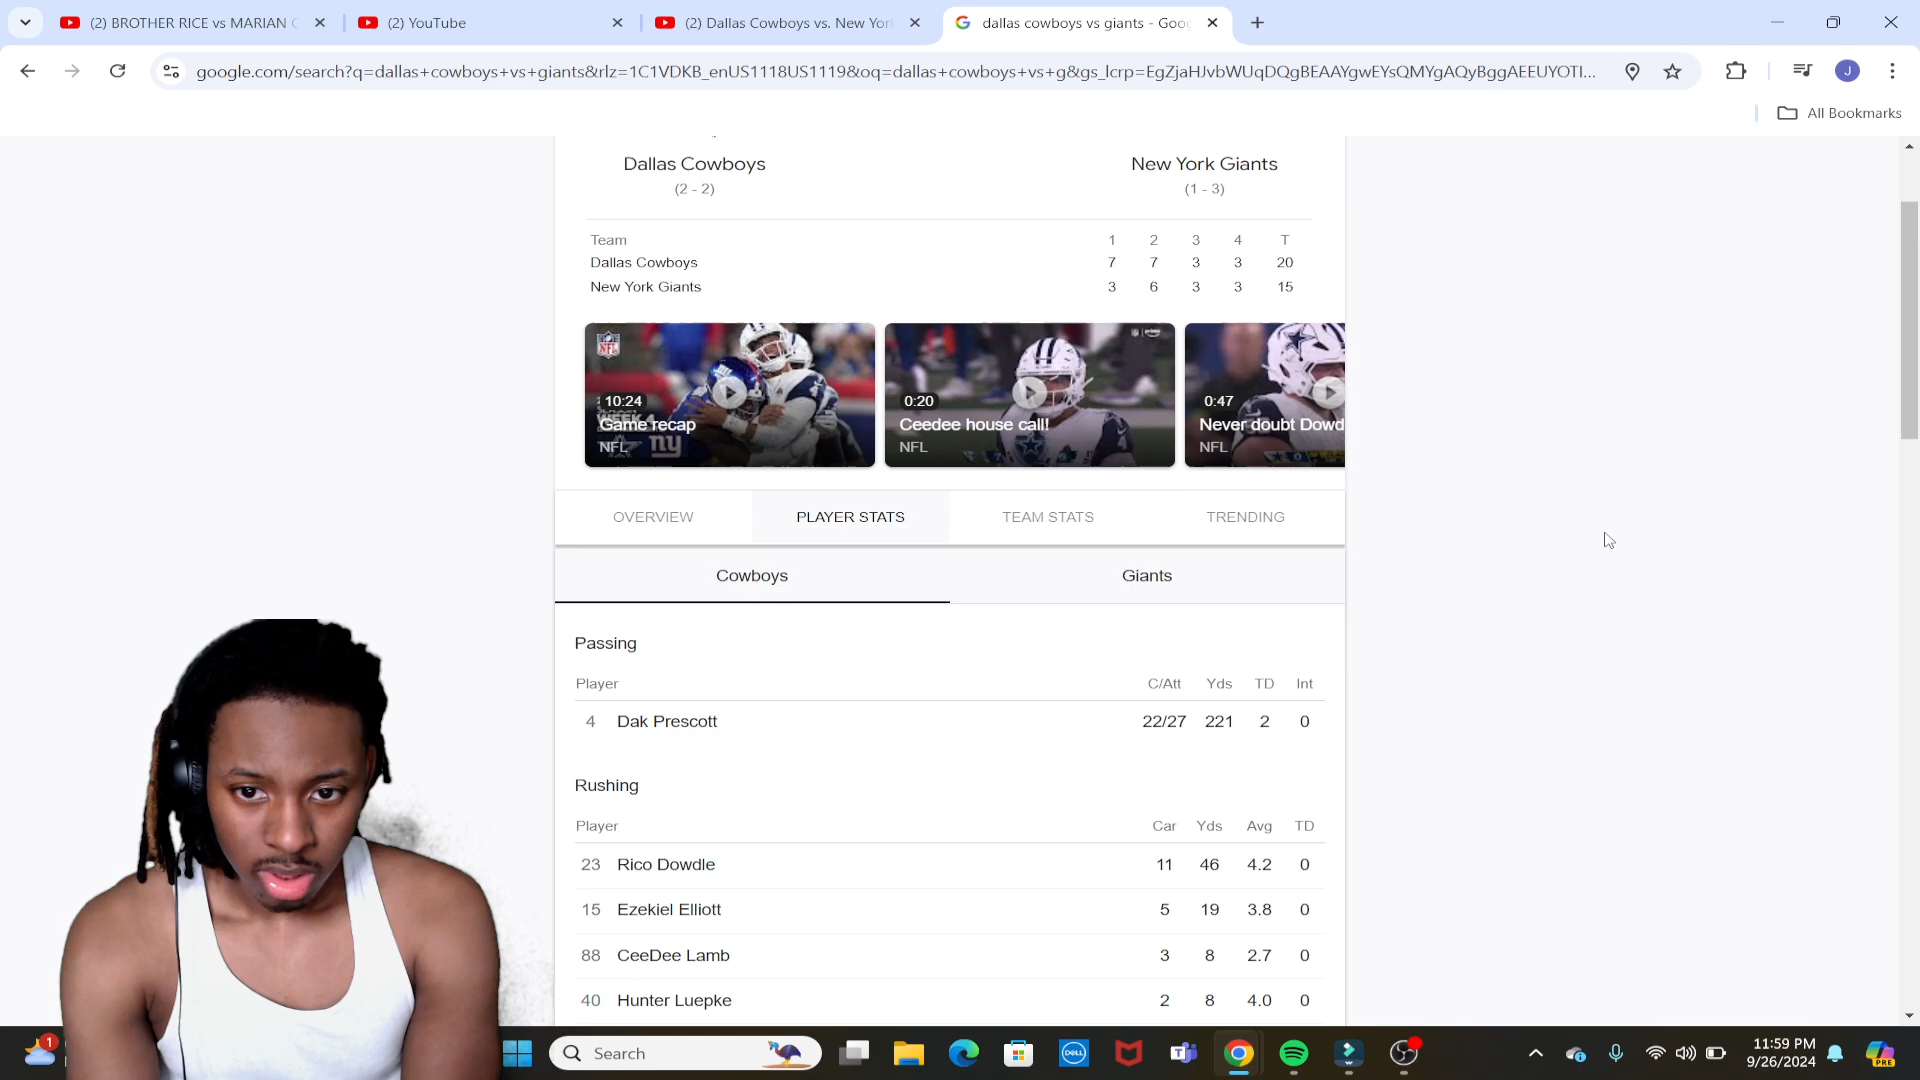 (2) BROTHER RICE vs MARIAN
(2) YouTube
(2) Dallas Cowboys vs. New Yor
dallas cowboys vs giants - Goo
google.com/search?q=dallas+cowboys+vs+giants&rlz=1C1VDKB_enUS1118US1119&oq=dallas+cowboys+vs+g&gs_lcrp=EgZjaHJvbWUqDQgBEAAYgwEYsQMYgAQyBggAEEUYOTI...
J
All Bookmarks
Dallas Cowboys
(2 - 2)
New York Giants
(1 - 3)
Team 1 2 3 4 T
Dallas Cowboys 7 7 3 3 20
New York Giants 3 6 3 3 15
NFL
10:24
WEEK 4
Game recap
NFL
ny
0:20
Ceedee house call!
NFL
0:47
Never doubt Dowd
NFL
OVERVIEW PLAYER STATS TEAM STATS TRENDING
Cowboys Giants
Passing
Player C/Att Yds TD Int
4 Dak Prescott 22/27 221 2 0
Rushing
Player Car Yds Avg TD
23 Rico Dowdle 11 46 4.2 0
15 Ezekiel Elliott 5 19 3.8 0
88 CeeDee Lamb 3 8 2.7 0
40 Hunter Luepke 2 8 4.0 0
1
Search
DELL
11:59 PM
9/26/2024
PRE